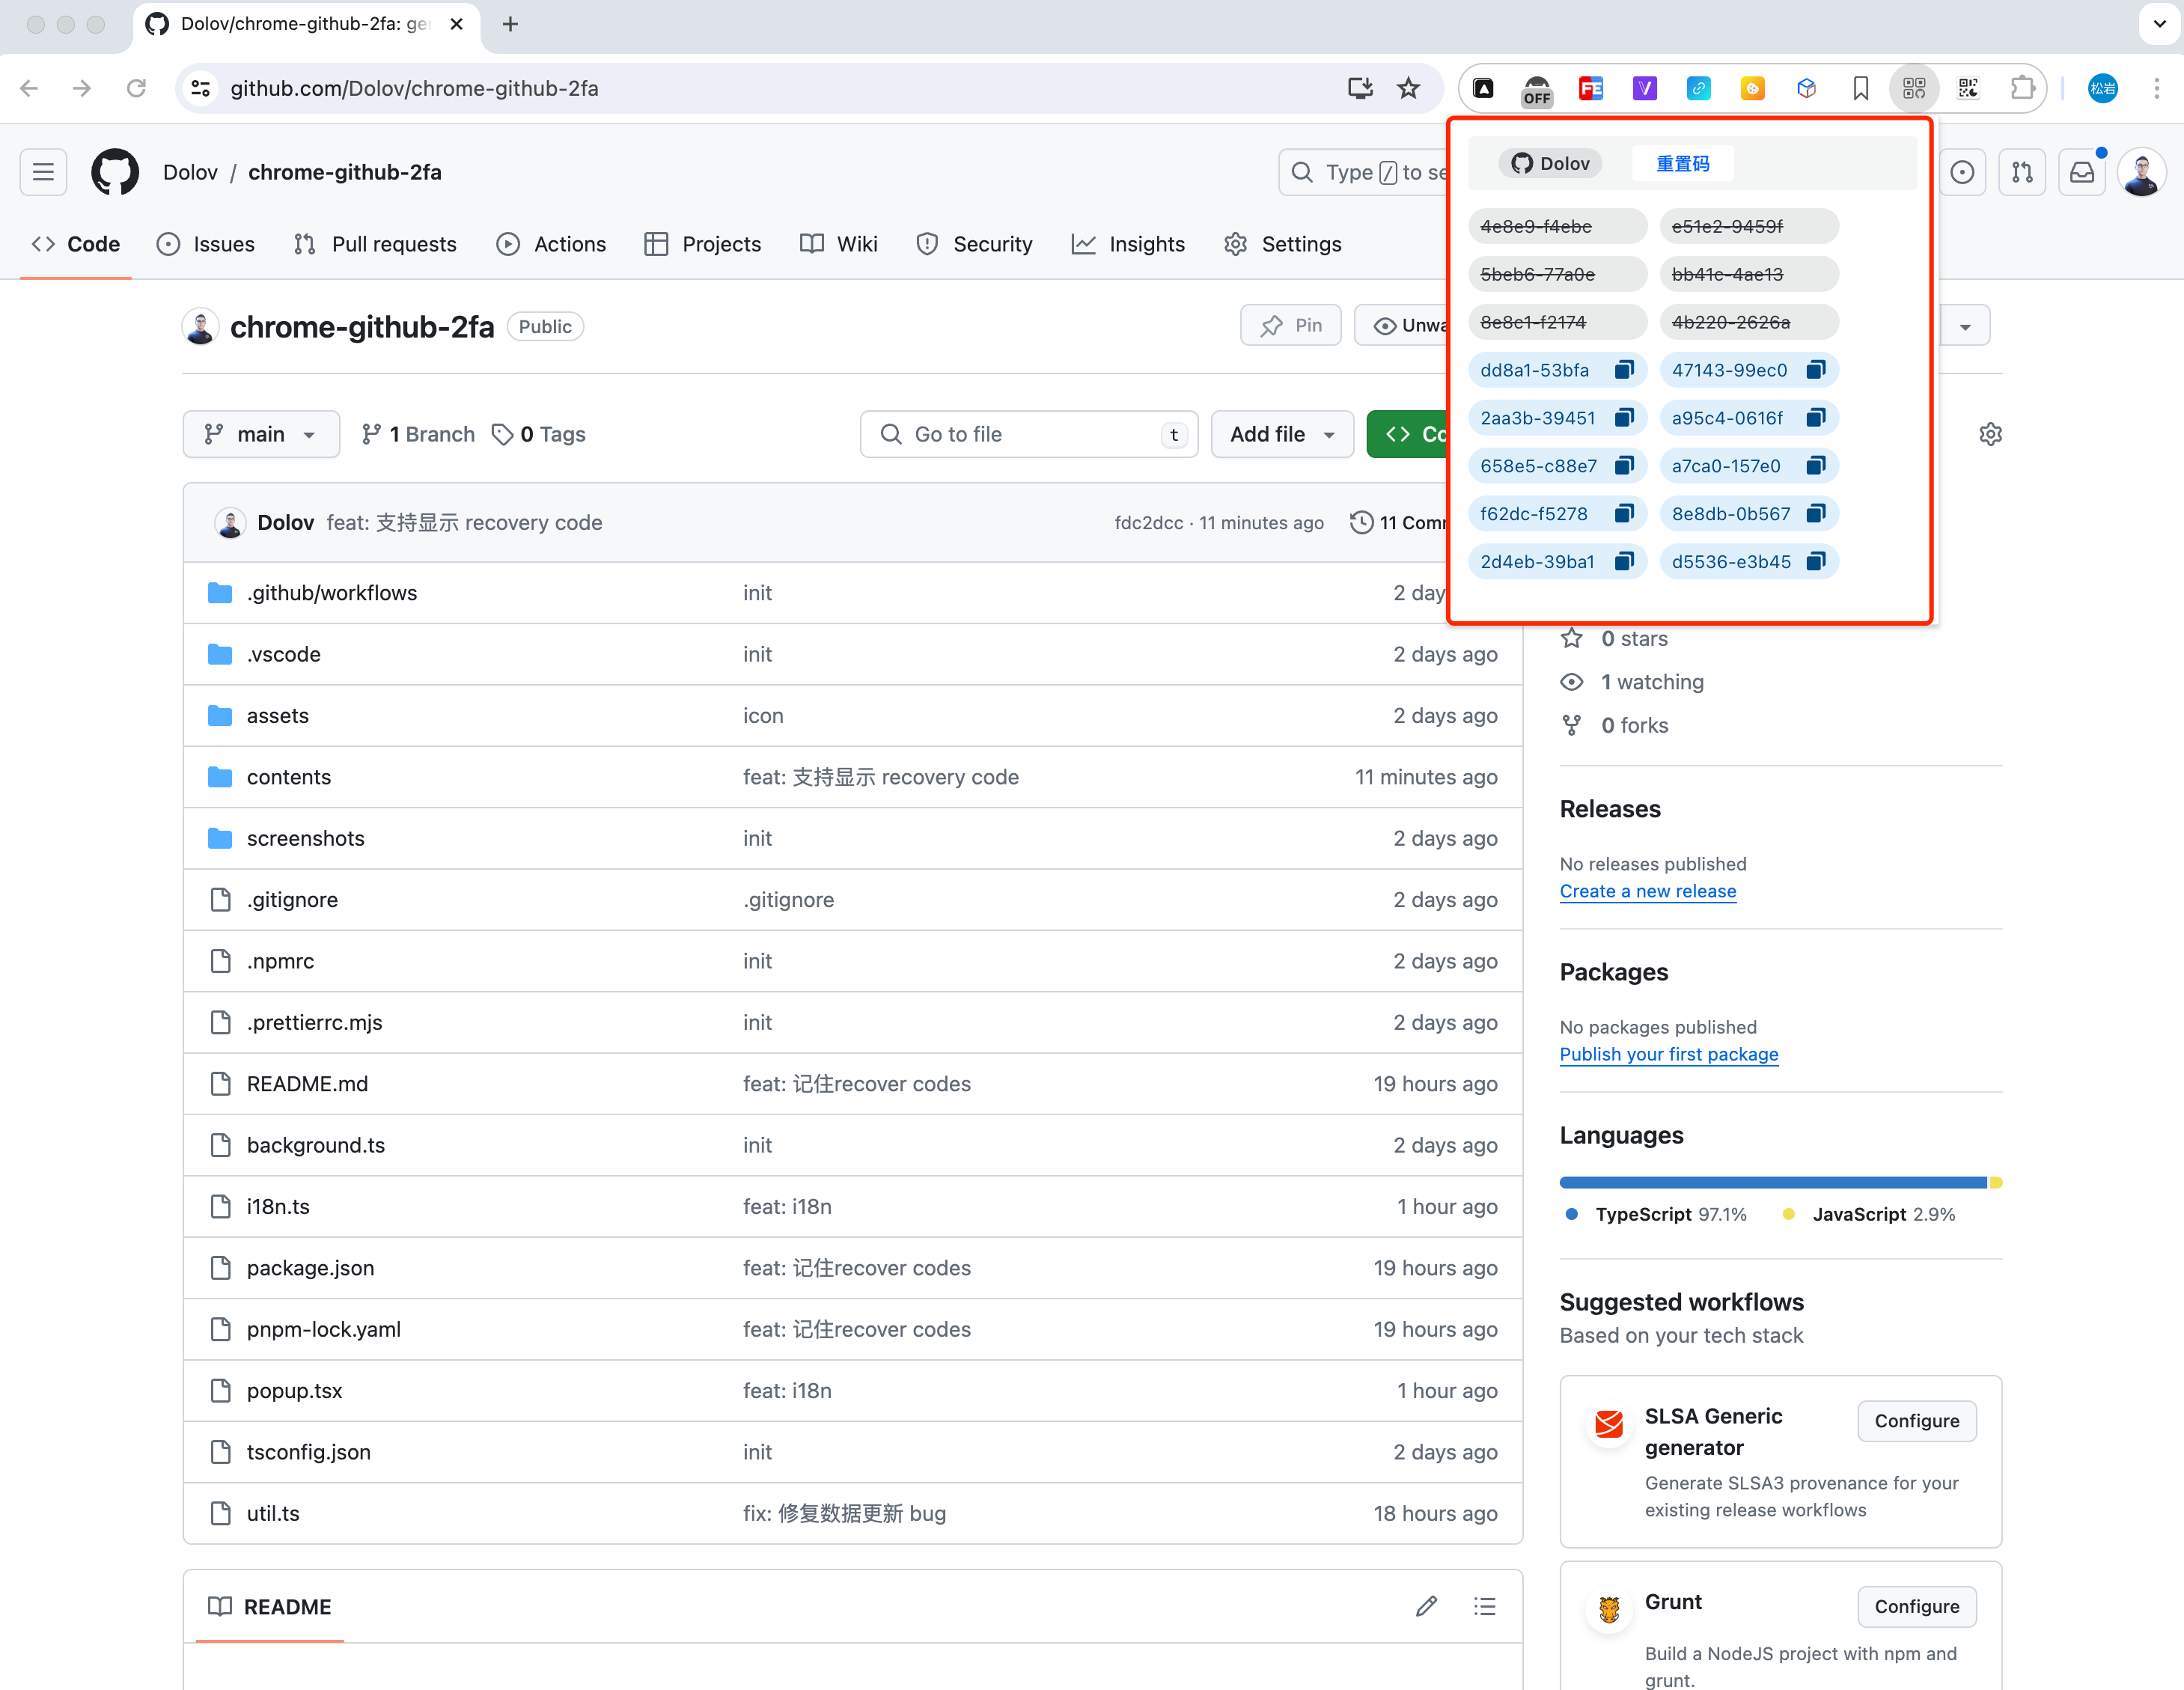 Dolov/chrome-github-2fa: ge
github.com/Dolov/chrome-github-2fa
OFF
FE
松岩
Dolov / chrome-github-2fa
Type / to se
Dolov
重置码
Code
Issues
Pull requests
Actions
Projects
Wiki
Security
Insights
Settings
4e8e9-f4ebc
e51e2-9459f
5beb6-77a0e
bb41c-4ae13
8e8c1-f2174
4b220-2626a
dd8a1-53bfa
47143-99ec0
2aa3b-39451
a95c4-0616f
658e5-c88e7
a7ca0-157e0
f62dc-f5278
8e8db-0b567
2d4eb-39ba1
d5536-e3b45
chrome-github-2fa
Public
Pin
Unwa
main
1 Branch
0 Tags
Go to file
t
Add file
Co
Dolov
feat: 支持显示 recovery code
fdc2dcc · 11 minutes ago
11 Comm
.github/workflows
init
2 day
.vscode
init
2 days ago
assets
icon
2 days ago
contents
feat: 支持显示 recovery code
11 minutes ago
screenshots
init
2 days ago
.gitignore
.gitignore
2 days ago
.npmrc
init
2 days ago
.prettierrc.mjs
init
2 days ago
README.md
feat: 记住recover codes
19 hours ago
background.ts
init
2 days ago
i18n.ts
feat: i18n
1 hour ago
package.json
feat: 记住recover codes
19 hours ago
pnpm-lock.yaml
feat: 记住recover codes
19 hours ago
popup.tsx
feat: i18n
1 hour ago
tsconfig.json
init
2 days ago
util.ts
fix: 修复数据更新 bug
18 hours ago
README
0 stars
1 watching
0 forks
Releases
No releases published
Create a new release
Packages
No packages published
Publish your first package
Languages
TypeScript 97.1%
JavaScript 2.9%
Suggested workflows
Based on your tech stack
SLSA Generic
generator
Configure
Generate SLSA3 provenance for your
existing release workflows
Grunt
Configure
Build a NodeJS project with npm and
grunt.